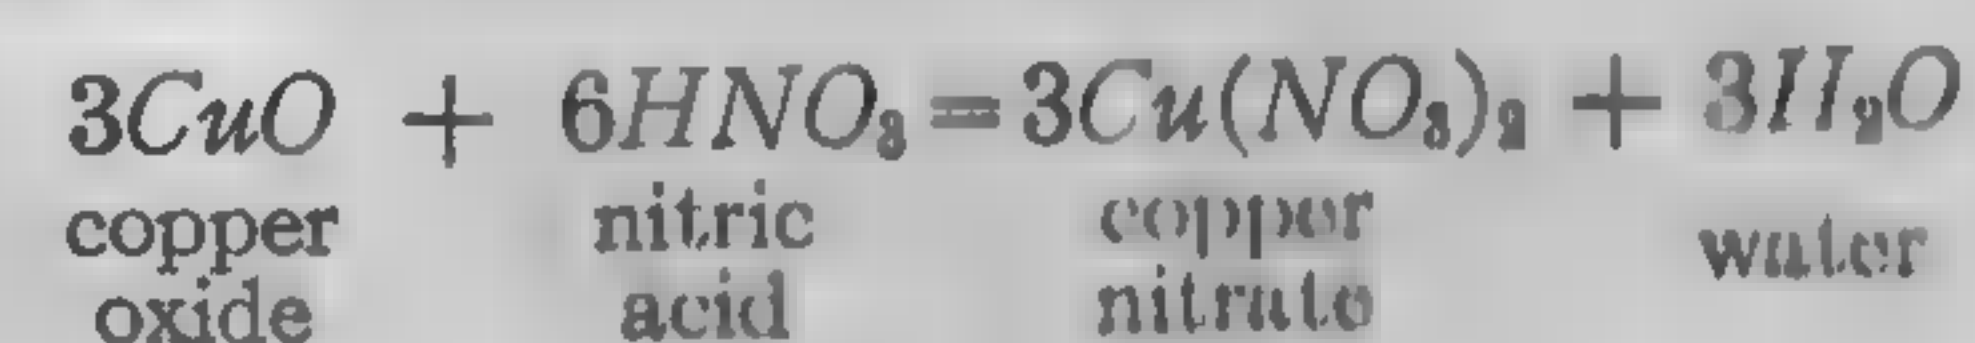 3CuO + 6HNO₃ = 3Cu(NO₃)₂ + 3H₂O
copper nitric copper water
oxide acid nitrate